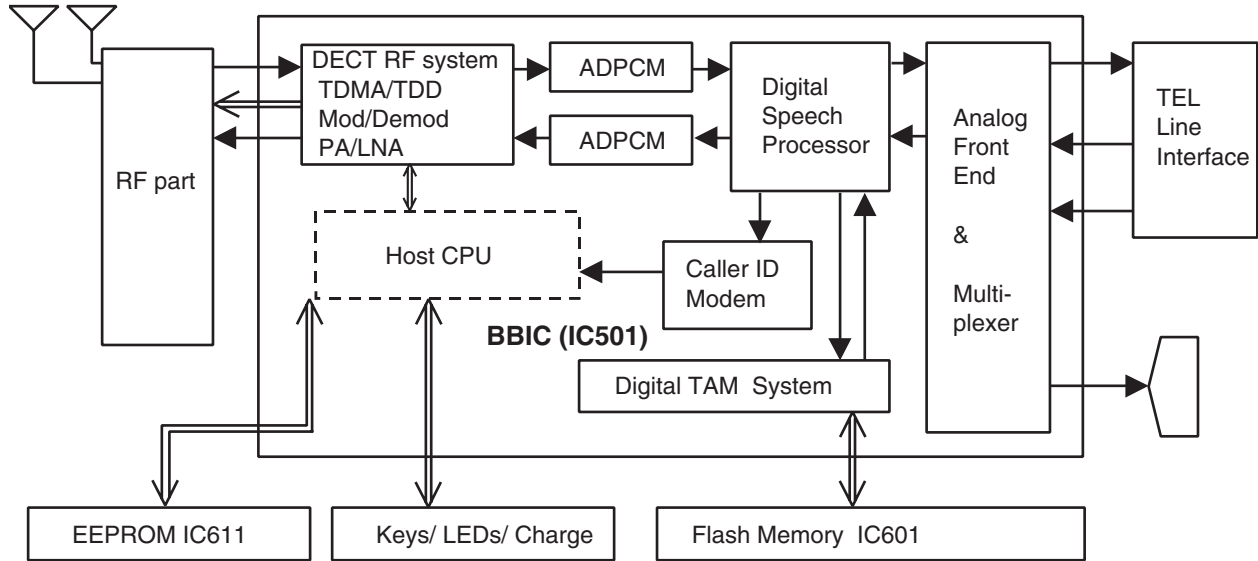 RF part
DECT RF system
TDMA/TDD
Mod/Demod
PA/LNA
ADPCM
ADPCM
Digital
Speech
Processor
Analog
Front
End
&
Multi-
plexer
TEL
Line
Interface
Host CPU
Caller ID
Modem
BBIC (IC501)
Digital TAM System
EEPROM IC611
Keys/ LEDs/ Charge
Flash Memory IC601